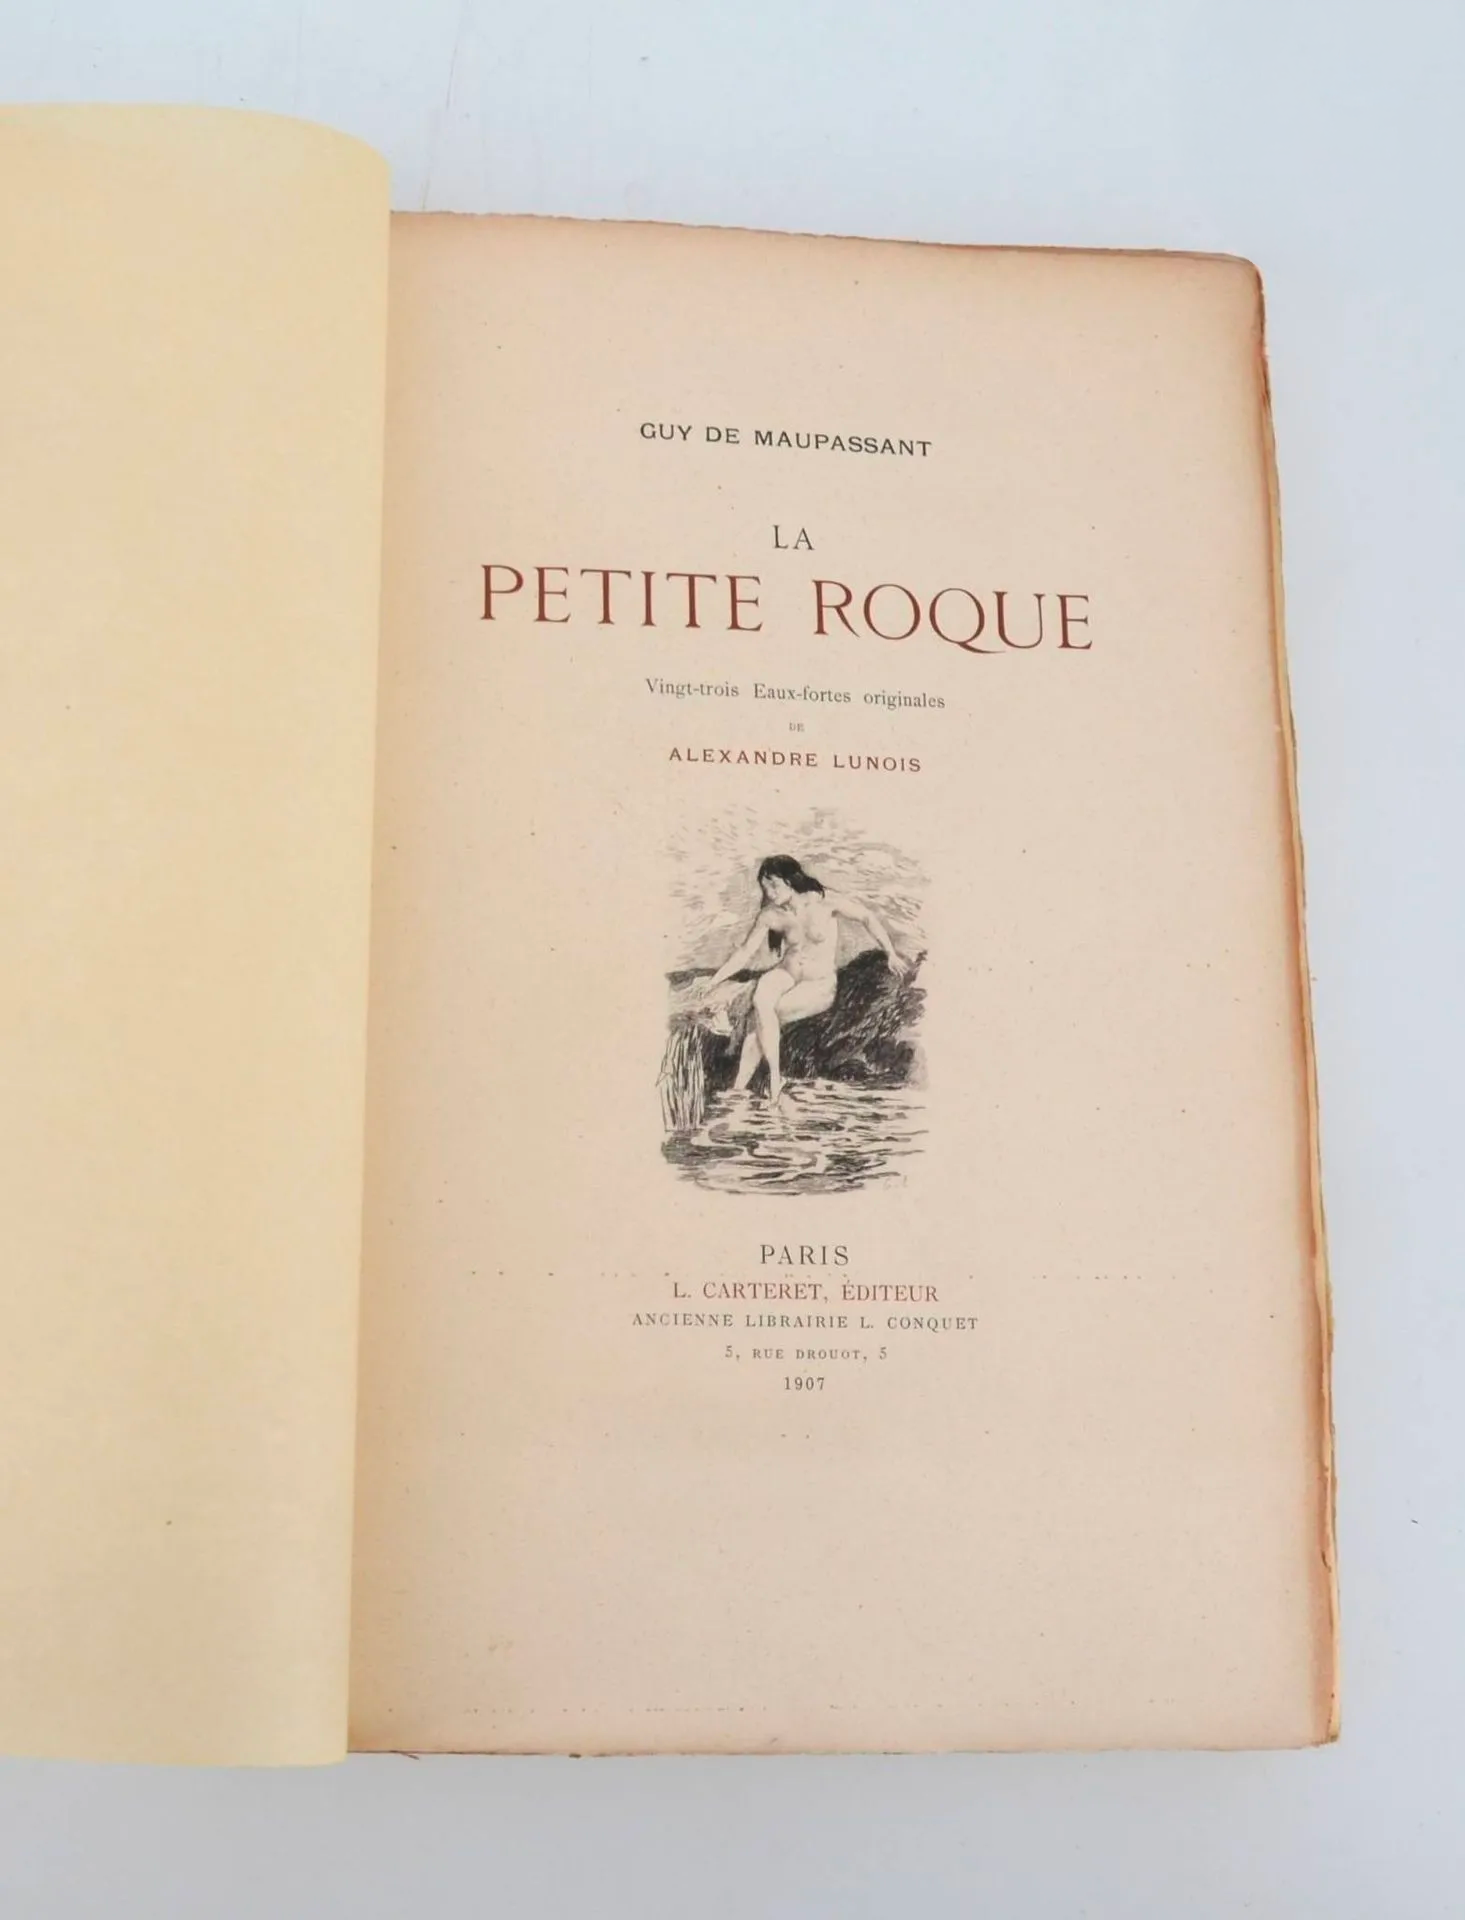 GUY DE MAUPASSANT
LA
PETITE ROQUE
Vingt-trois Eaux-fortes originales
DE
ALEXANDRE LUNOIS
PARIS
L. CARTERET, ÉDITEUR
ANCIENNE LIBRAIRIE L. CONQUET
5, RUE DROUOT, 5
1907